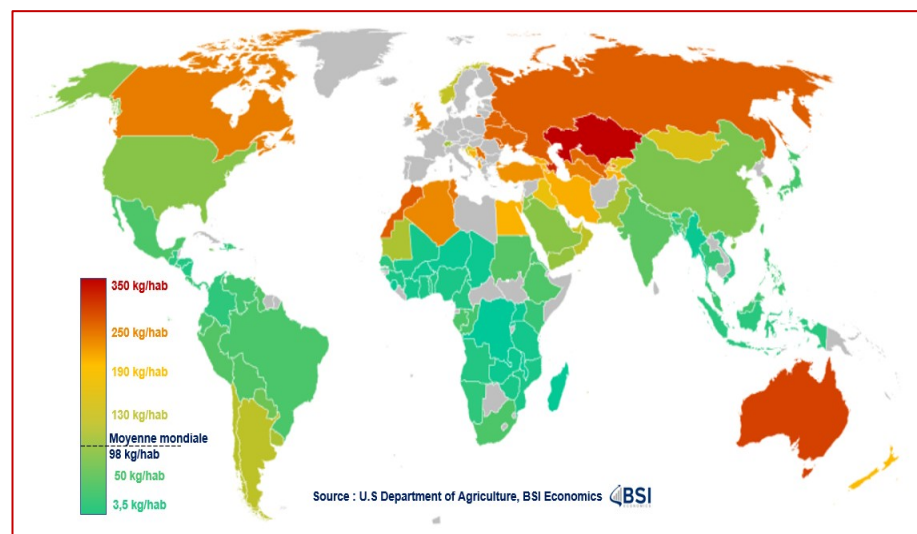 350 kg/hab
250 kg/hab
190 kg/hab
130 kg/hab
Moyenne mondiale
98 kg/hab
50 kg/hab
3,5 kg/hab
Source : U.S Department of Agriculture, BSI Economics
BSI
ECONOMICS